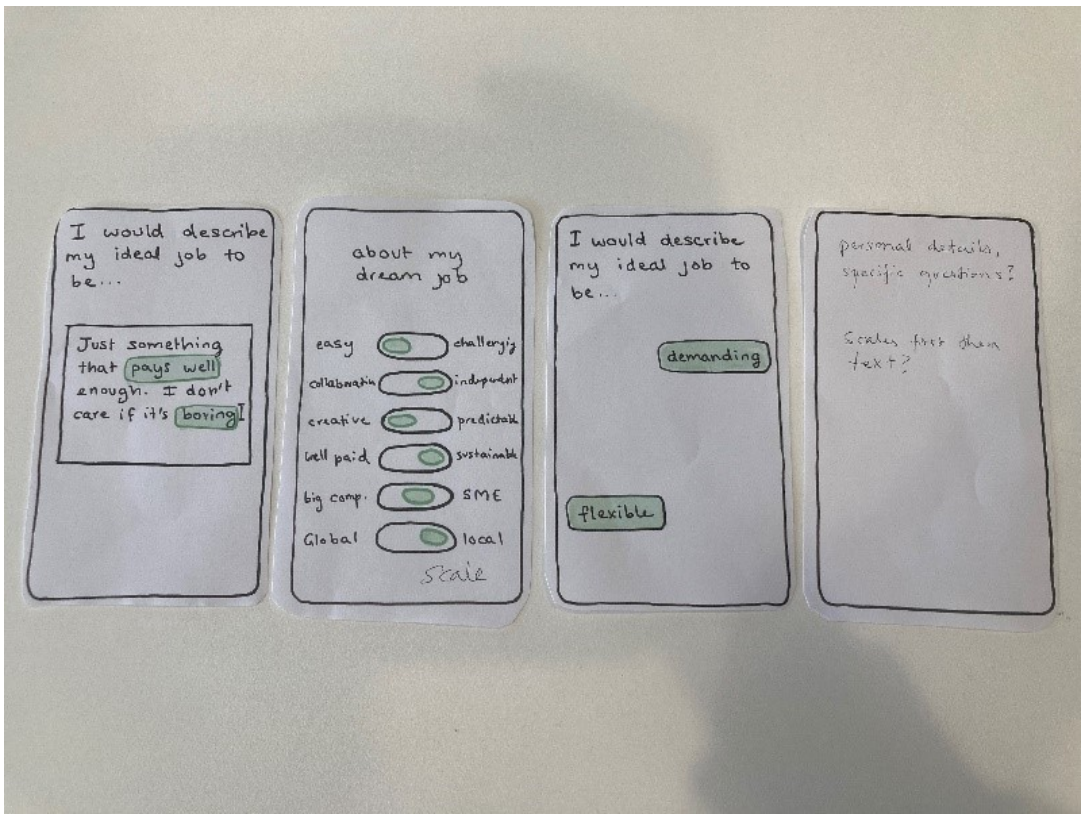 I would describe
my ideal job to
be...
Just something
that pays well
enough. I don't
care if it's boring
about my
dream job
easy challengig
collaboratin independent
creative predictable
well paid sustainable
big comp. SME
Global local
scale
I would describe
my ideal job to
be...
demanding
flexible
personal details,
specific questions?
Scales first then
text?